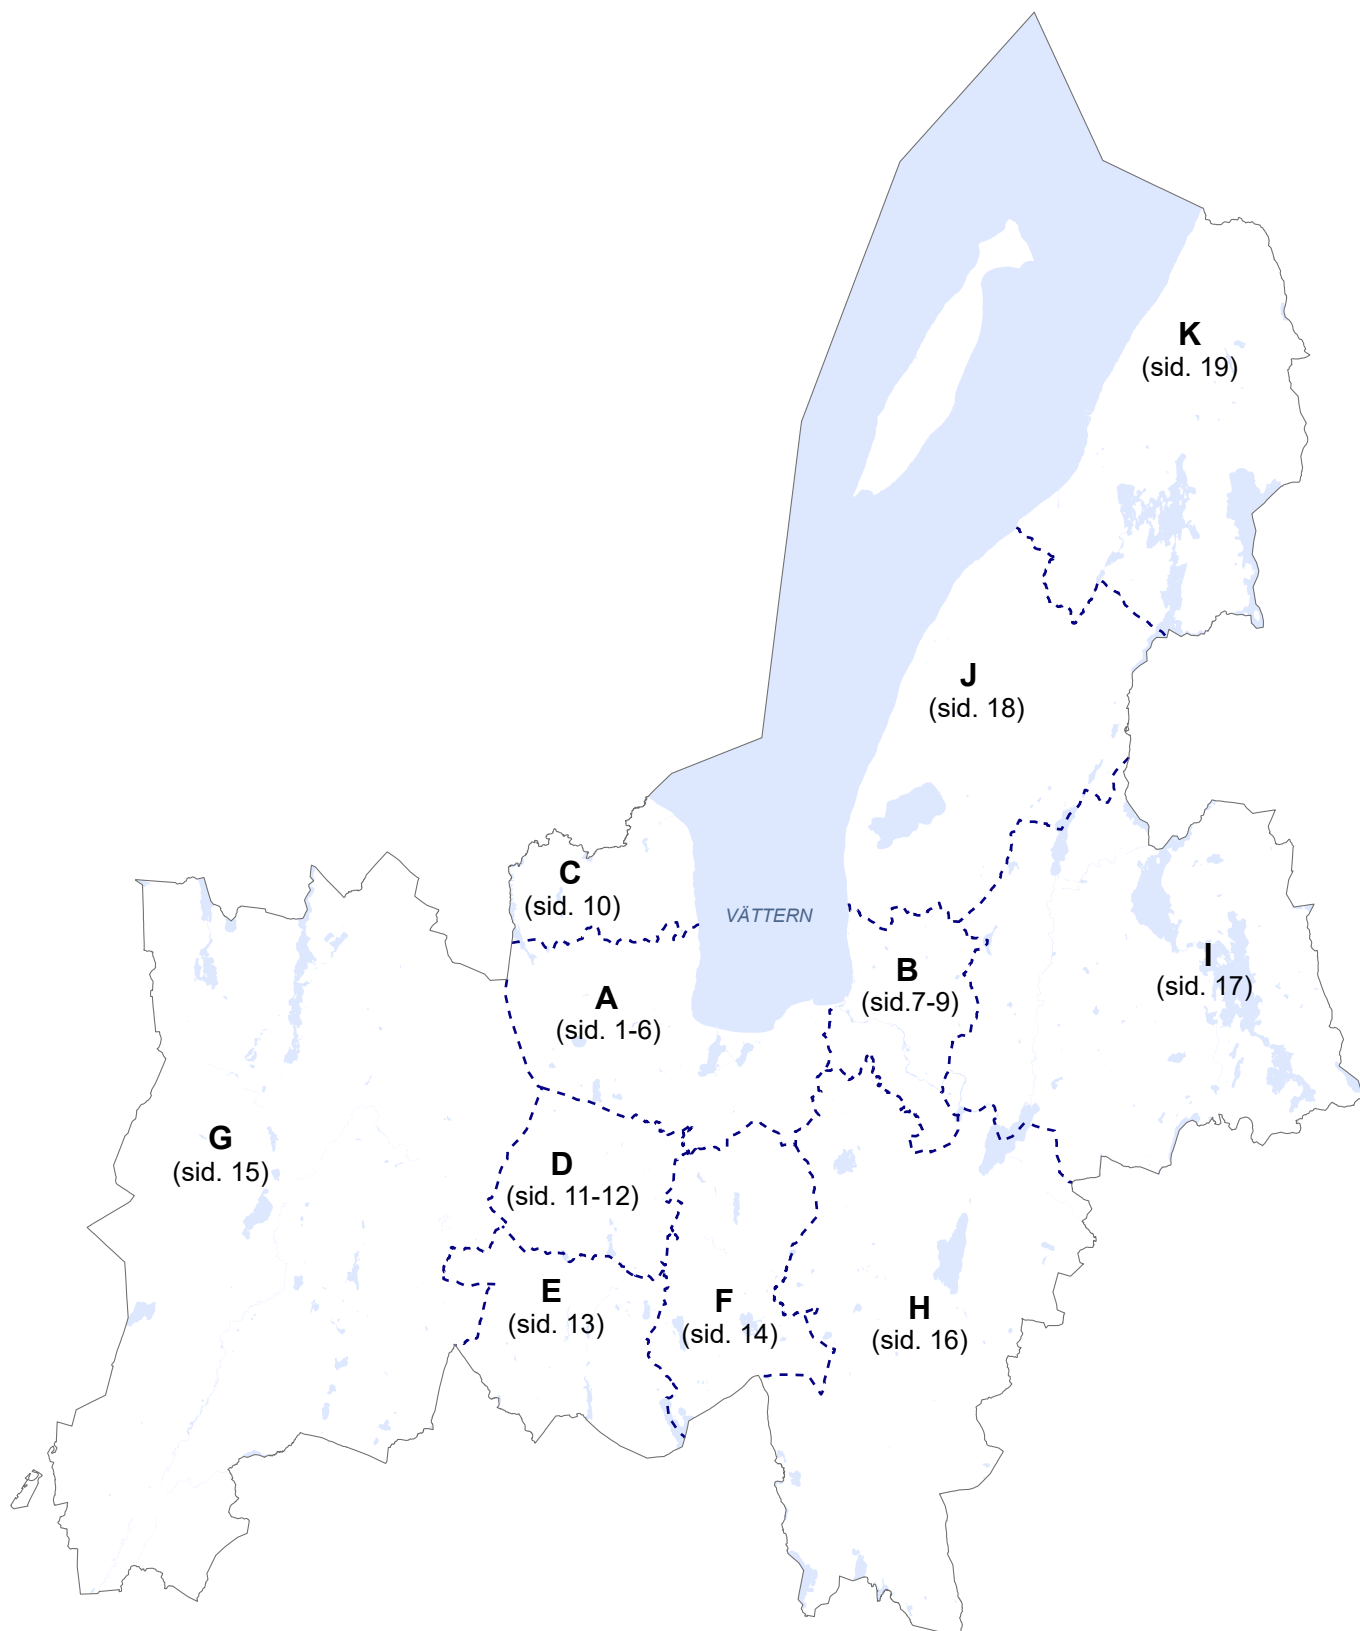 K
(sid. 19)
J
(sid. 18)
C
(sid. 10)
VÄTTERN
I
(sid. 17)
B
(sid.7-9)
A
(sid. 1-6)
G
(sid. 15)
D
(sid. 11-12)
E
(sid. 13)
F
(sid. 14)
H
(sid. 16)